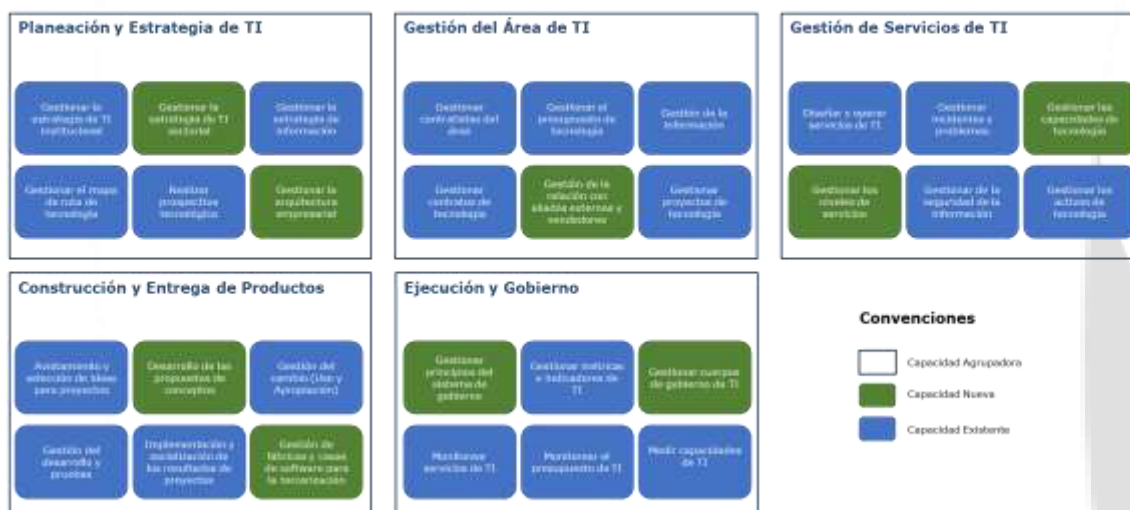 Planeación y Estrategia de TI
Gestionar la
estrategia de TI
Institucional
Gestionar la
estrategia de TI
sectorial
Gestionar la
estrategia de
información
Gestionar el mapa
de ruta de
tecnología
Realizar
prospectiva
tecnológica
Gestionar la
arquitectura
empresarial
Gestión del Área de TI
Gestionar
contratistas del
área
Gestionar el
presupuesto de
tecnología
Gestión de la
Información
Gestionar
contratos de
tecnología
Gestión de la
relación con
aliados externos y
vendedores
Gestionar
proyectos de
tecnología
Gestión de Servicios de TI
Diseñar y operar
servicios de TI
Gestionar
incidentes y
problemas
Gestionar las
capacidades de
tecnología
Gestionar los
niveles de
servicios
Gestionar de la
seguridad de la
información
Gestionar los
activos de
tecnología
Construcción y Entrega de Productos
selección de ideas
para proyectos
Desarrollo de las
propuestas de
conceptos
Gestión del
cambio (Uso y
Apropiación)
Gestión del
desarrollo y
pruebas
Implementación y
socialización de
los resultados de
proyectos
Gestión de
fábricas y casas
de software para
la tercerización
Ejecución y Gobierno
Gestionar
principios del
sistema de
gobierno
Gestionar métricas
e indicadores de
TI
Gestionar cuerpos
de gobierno de TI
Monitorear
servicios de TI
Monitorear el
presupuesto de TI
Medir capacidades
de TI
Convenciones
Capacidad Agrupadora
Capacidad Nueva
Capacidad Existente